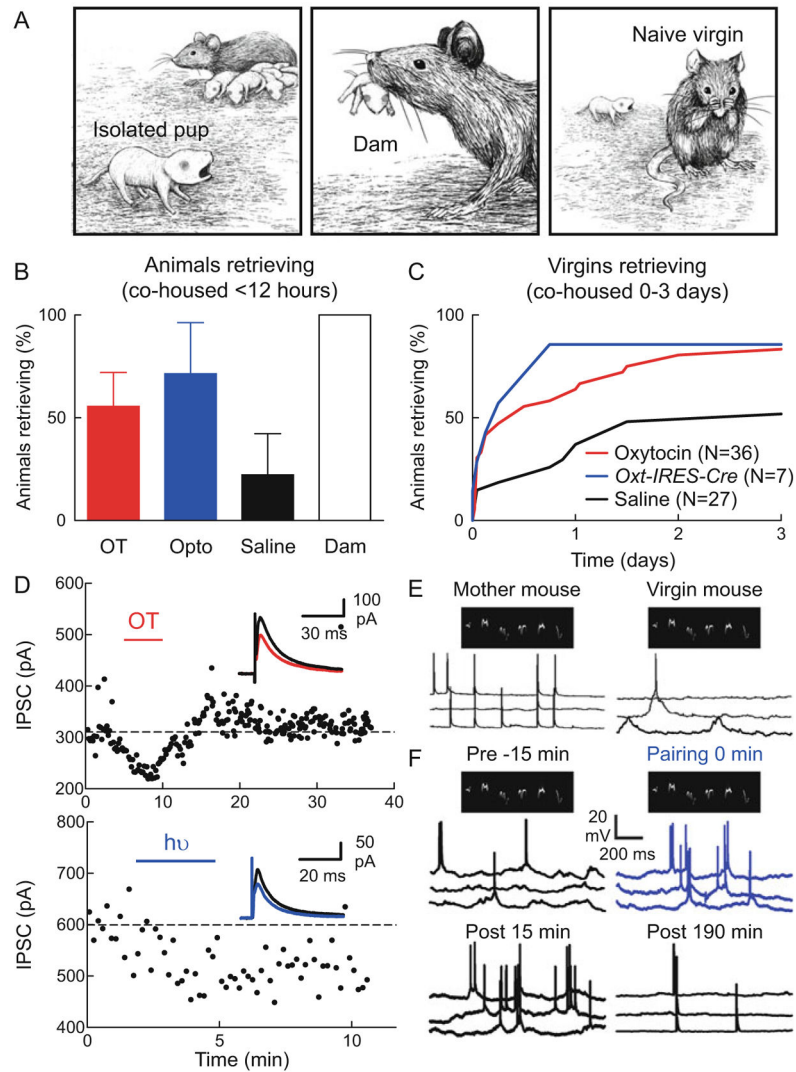 A
Isolated pup
Dam
Naive virgin
B
Animals retrieving
(co-housed <12 hours)
Animals retrieving (%)
100
50
0
OT
Opto
Saline
Dam
C
Virgins retrieving
(co-housed 0-3 days)
Animals retrieving (%)
100
50
0
Oxytocin (N=36)
Oxt-IRES-Cre (N=7)
Saline (N=27)
0
1
2
3
Time (days)
D
IPSC (pA)
600
500
400
300
200
OT
100
pA
30 ms
0
10
20
30
40
IPSC (pA)
800
700
600
500
400
hυ
50
pA
20 ms
0
5
10
Time (min)
E
Mother mouse
Virgin mouse
F
Pre -15 min
Pairing 0 min
20
mV
200 ms
Post 15 min
Post 190 min